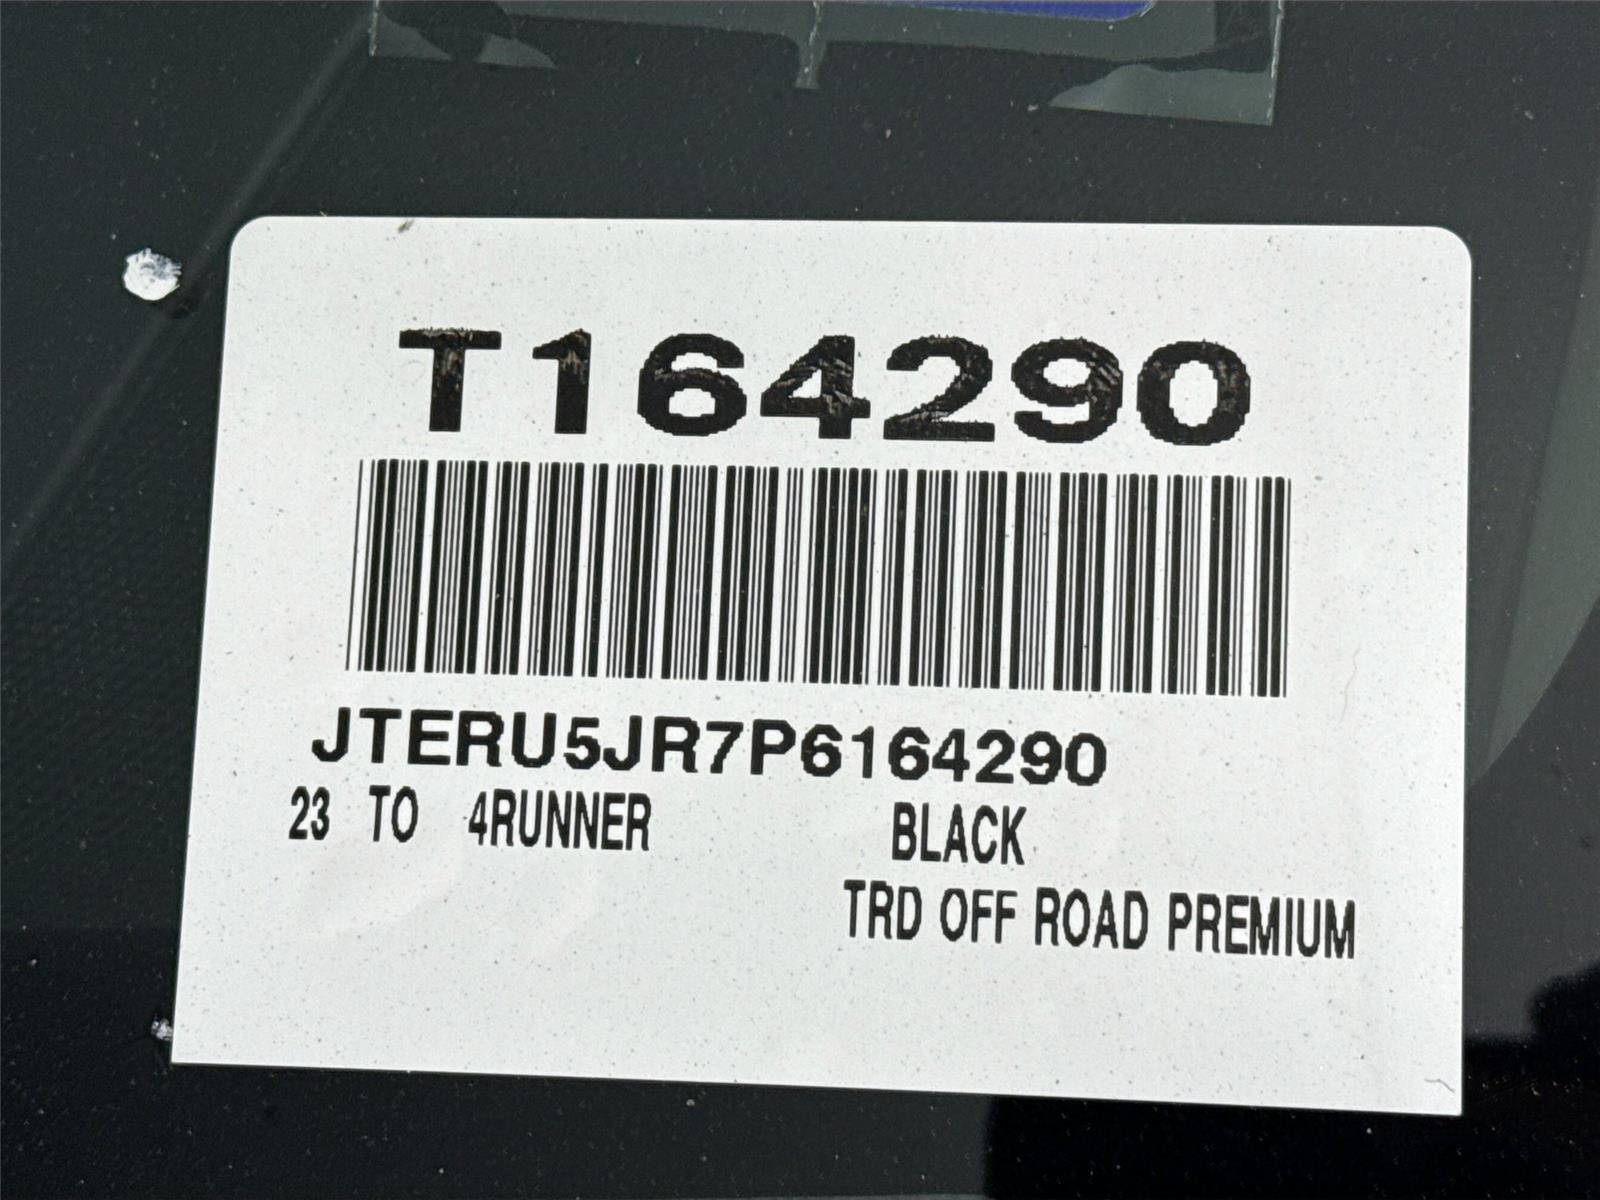 T164290
JTERU5JR7P6164290
23 TO 4RUNNER BLACK
TRD OFF ROAD PREMIUM